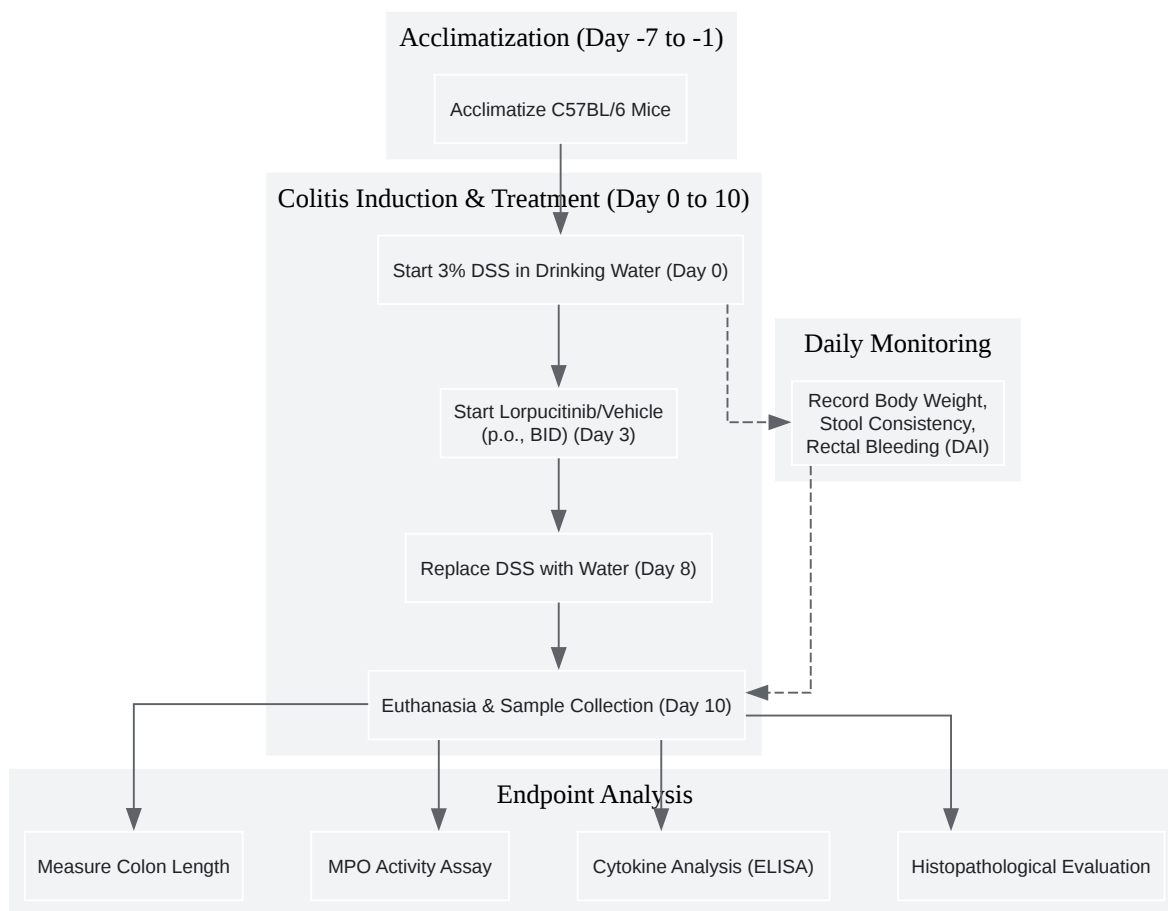 Acclimatization (Day -7 to -1)
Acclimatize C57BL/6 Mice
Colitis Induction & Treatment (Day 0 to 10)
Start 3% DSS in Drinking Water (Day 0)
Start Lorpucitinib/Vehicle
(p.o., BID) (Day 3)
Replace DSS with Water (Day 8)
Euthanasia & Sample Collection (Day 10)
Daily Monitoring
Record Body Weight,
Stool Consistency,
Rectal Bleeding (DAI)
Endpoint Analysis
Measure Colon Length
MPO Activity Assay
Cytokine Analysis (ELISA)
Histopathological Evaluation